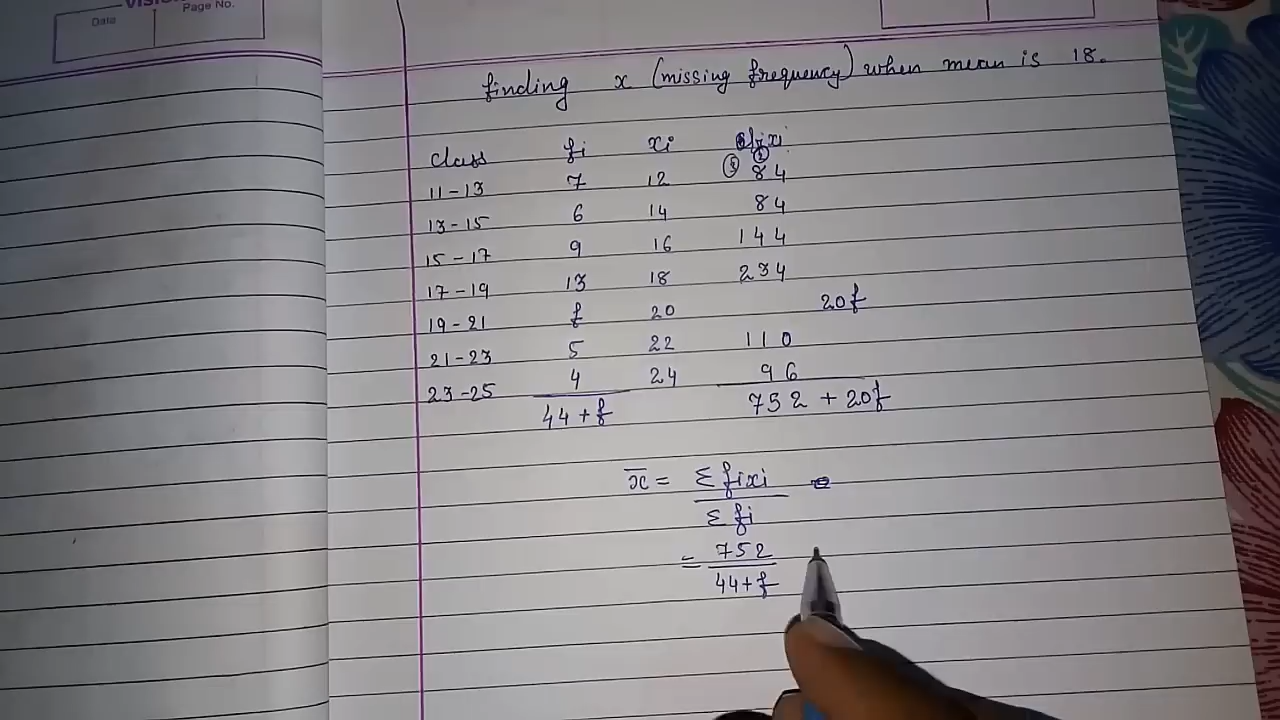 Date
Page No.
finding x (missing frequency) when mean is 18.
class fi xi fixi
11-13 7 12 84
13-15 6 14 84
15-17 9 16 144
17-19 13 18 234
19-21 f 20 20f
21-23 5 22 110
23-25 4 24 96
44+f 752 + 20f
x̄ = Σ fixi =
Σ fi
= 752
44+f